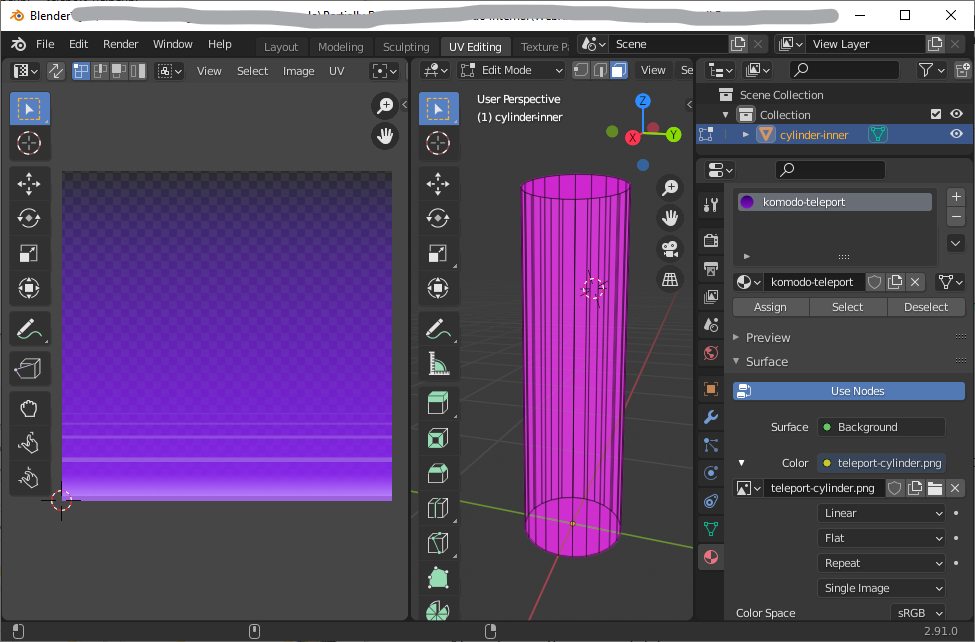 Blender
File Edit Render Window Help Layout Modeling Sculpting UV Editing Texture Pa Scene View Layer
View Select Image UV Edit Mode View Se
User Perspective
(1) cylinder-inner
Z
Y
X
Scene Collection
Collection
cylinder-inner
komodo-teleport
komodo-teleport
Assign Select Deselect
Preview
Surface
Use Nodes
Surface Background
Color teleport-cylinder.png
teleport-cylinder.png
Linear
Flat
Repeat
Single Image
Color Space sRGB
2.91.0